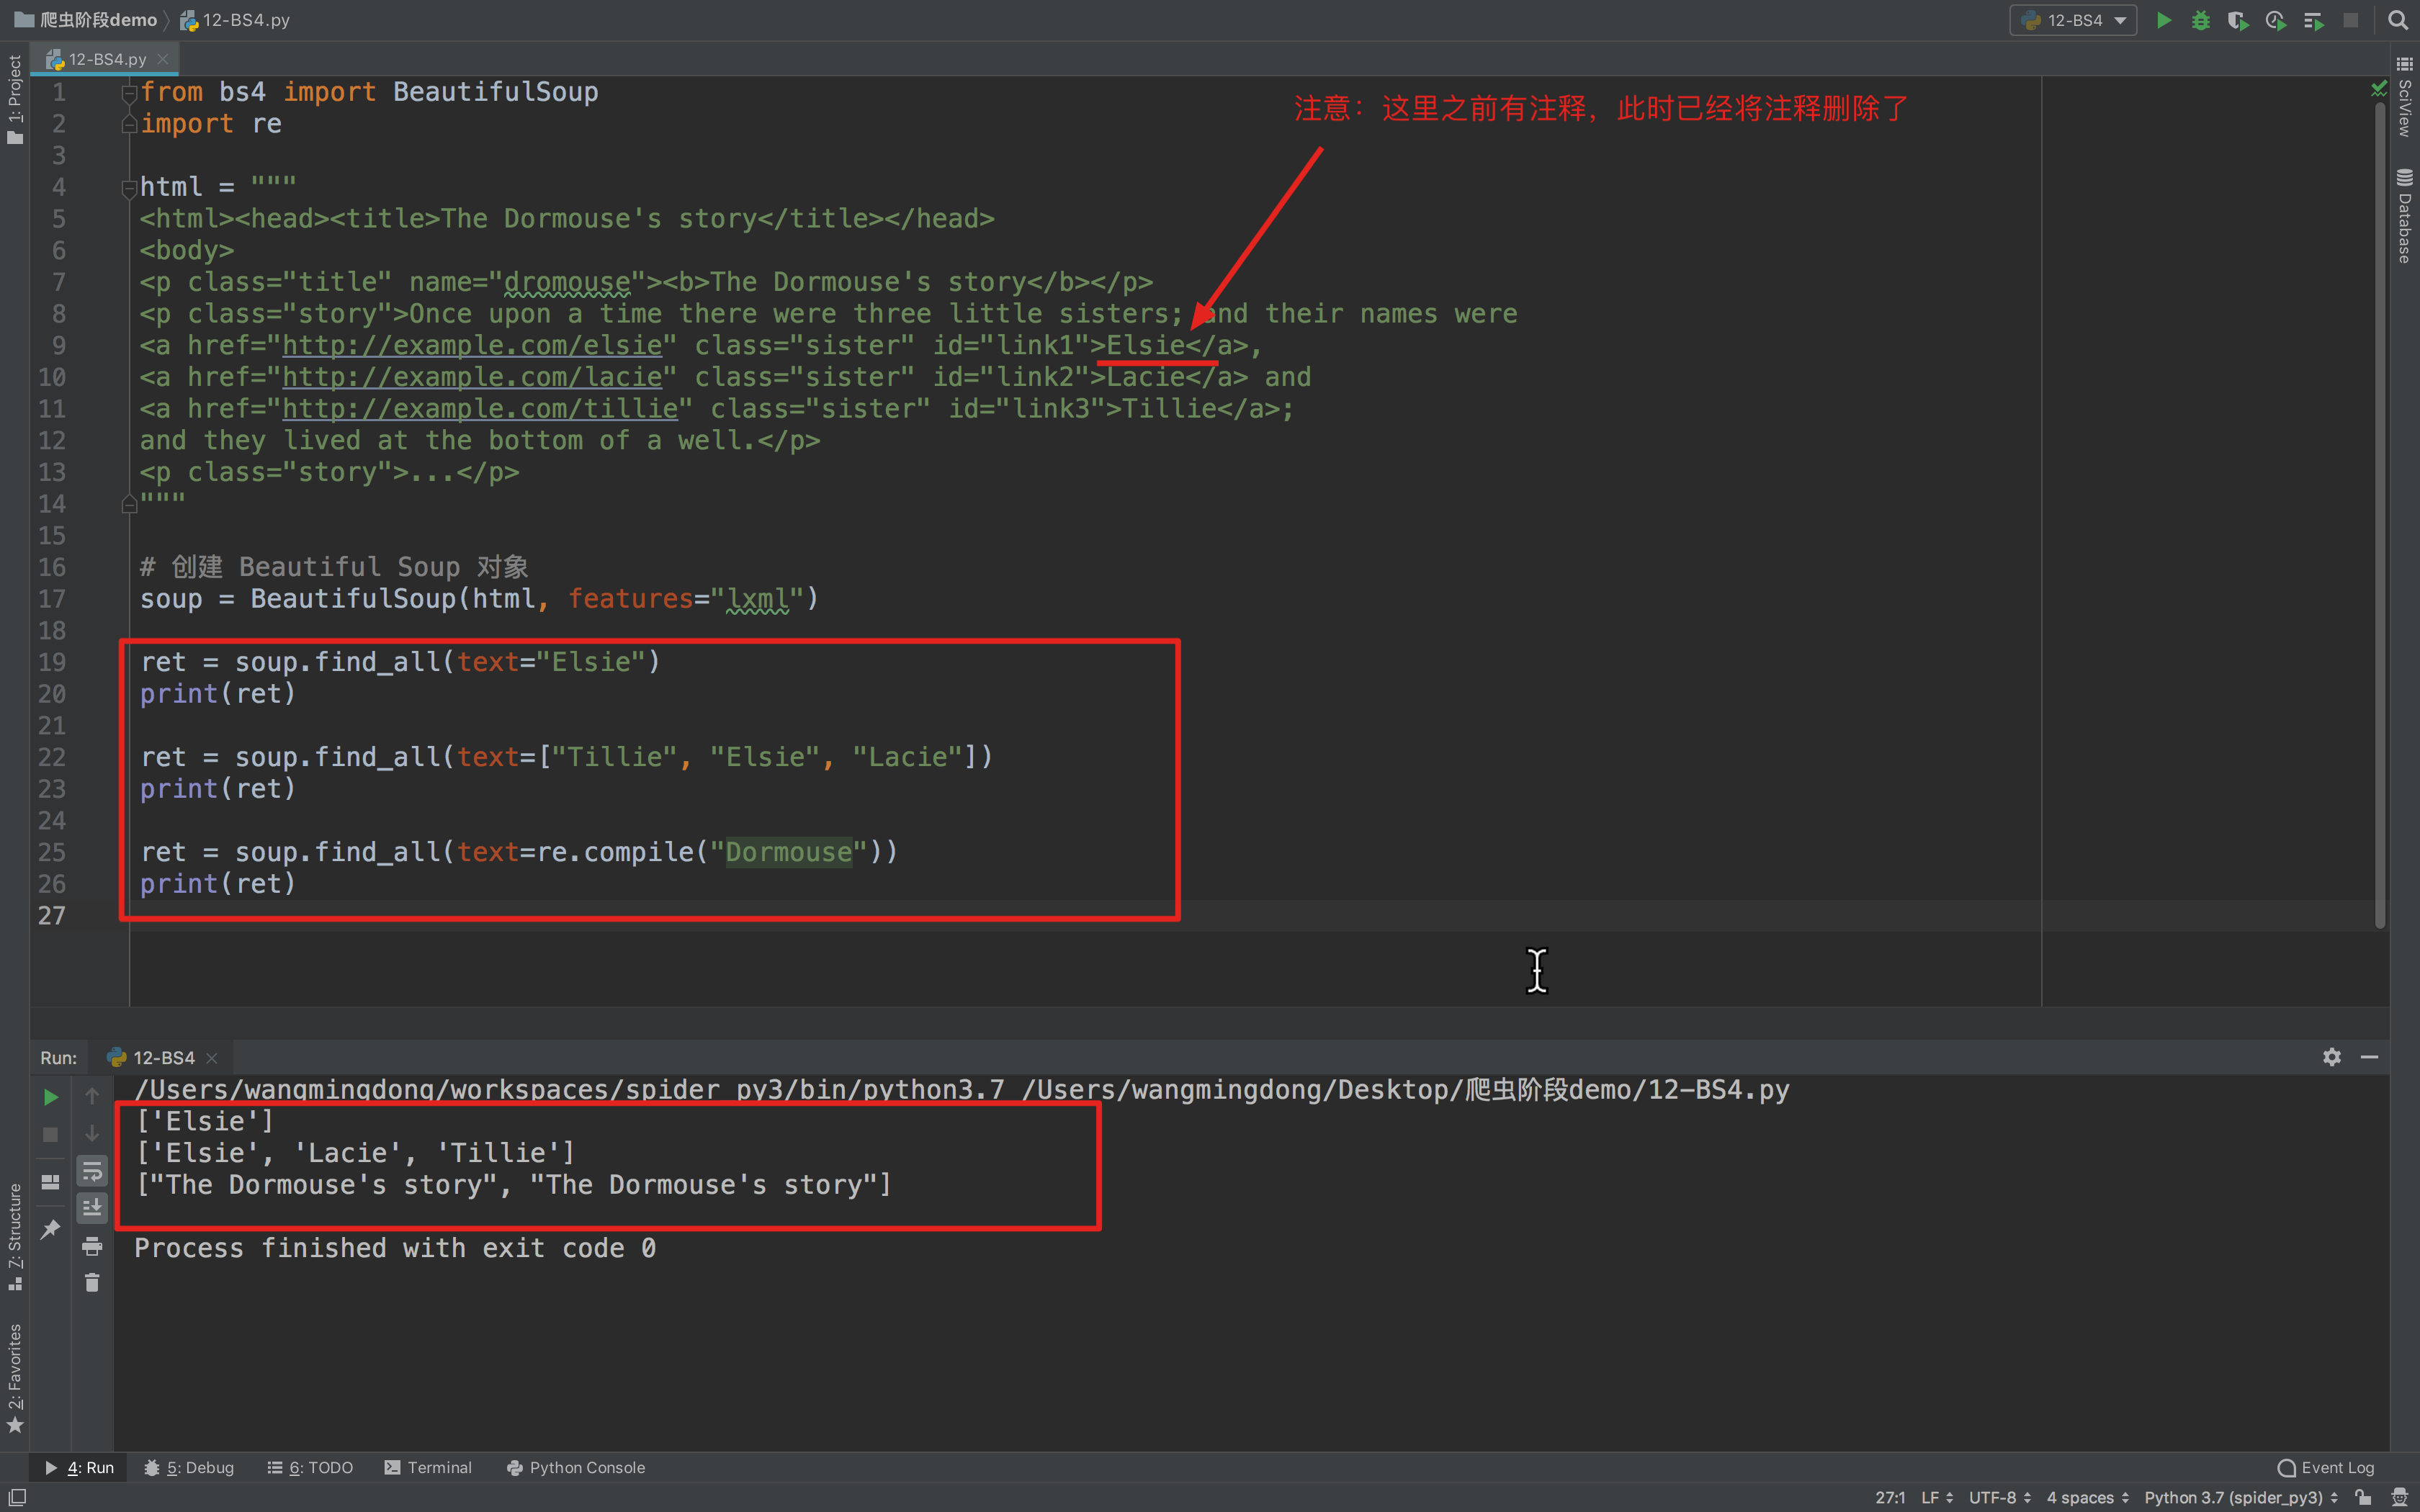 爬虫阶段demo 12-BS4.py
12-BS4
12-BS4.py
1: Project
SciView
Database
注意：这里之前有注释，此时已经将注释删除了
1 from bs4 import BeautifulSoup
2 import re
3
4 html = """
5 <html><head><title>The Dormouse's story</title></head>
6 <body>
7 <p class="title" name="dromouse"><b>The Dormouse's story</b></p>
8 <p class="story">Once upon a time there were three little sisters; and their names were
9 <a href="http://example.com/elsie" class="sister" id="link1">Elsie</a>,
10 <a href="http://example.com/lacie" class="sister" id="link2">Lacie</a> and
11 <a href="http://example.com/tillie" class="sister" id="link3">Tillie</a>;
12 and they lived at the bottom of a well.</p>
13 <p class="story">...</p>
14 """
15
16 # 创建 Beautiful Soup 对象
17 soup = BeautifulSoup(html, features="lxml")
18
19 ret = soup.find_all(text="Elsie")
20 print(ret)
21
22 ret = soup.find_all(text=["Tillie", "Elsie", "Lacie"])
23 print(ret)
24
25 ret = soup.find_all(text=re.compile("Dormouse"))
26 print(ret)
27
Run: 12-BS4
/Users/wangmingdong/workspaces/spider_py3/bin/python3.7 /Users/wangmingdong/Desktop/爬虫阶段demo/12-BS4.py
['Elsie']
['Elsie', 'Lacie', 'Tillie']
["The Dormouse's story", "The Dormouse's story"]
Process finished with exit code 0
7: Structure
2: Favorites
4: Run 5: Debug 6: TODO Terminal Python Console Event Log
27:1 LF UTF-8 4 spaces Python 3.7 (spider_py3)